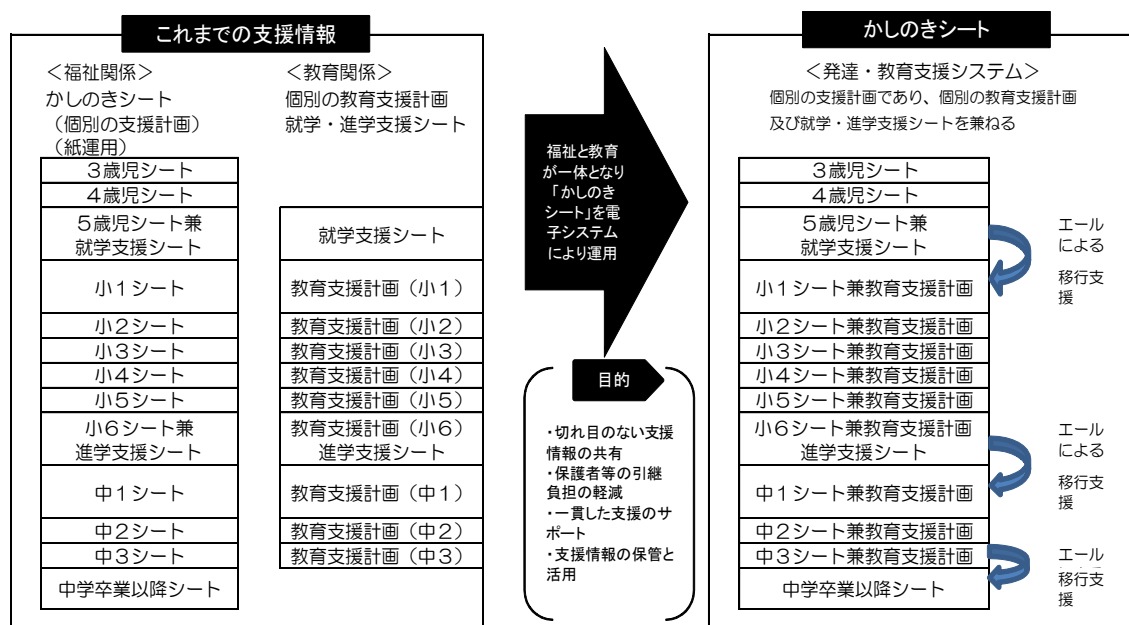 これまでの支援情報
＜福祉関係＞
かしのきシート
（個別の支援計画）
（紙運用）
3歳児シート
4歳児シート
5歳児シート兼
就学支援シート
小1シート
小2シート
小3シート
小4シート
小5シート
小6シート兼
進学支援シート
中1シート
中2シート
中3シート
中学卒業以降シート
＜教育関係＞
個別の教育支援計画
就学・進学支援シート
就学支援シート
教育支援計画（小1）
教育支援計画（小2）
教育支援計画（小3）
教育支援計画（小4）
教育支援計画（小5）
教育支援計画（小6）
進学支援シート
教育支援計画（中1）
教育支援計画（中2）
教育支援計画（中3）
福祉と教育
が一体となり
「かしのき
シート」を電
子システム
により運用
目的
・切れ目のない支援
情報の共有
・保護者等の引継
負担の軽減
・一貫した支援のサ
ポート
・支援情報の保管と
活用
かしのきシート
＜発達・教育支援システム＞
個別の支援計画であり、個別の教育支援計画
及び就学・進学支援シートを兼ねる
3歳児シート
4歳児シート
5歳児シート兼
就学支援シート
小1シート兼教育支援計画
小2シート兼教育支援計画
小3シート兼教育支援計画
小4シート兼教育支援計画
小5シート兼教育支援計画
小6シート兼教育支援計画
進学支援シート
中1シート兼教育支援計画
中2シート兼教育支援計画
中3シート兼教育支援計画
中学卒業以降シート
エール
による
移行支
援
エール
による
移行支
援
エール
移行支
援